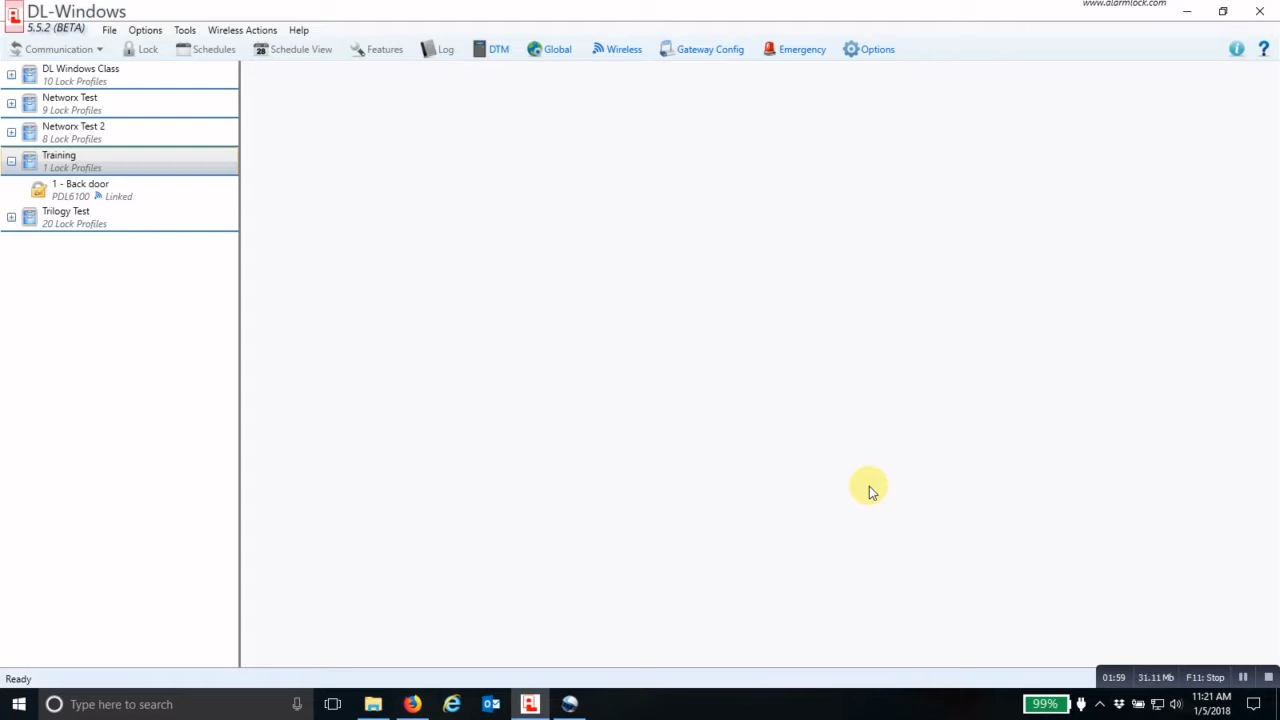 DL-Windows
www.alarmlock.com
5.5.2 (BETA)
File Options Tools Wireless Actions Help
Communication Lock Schedules 28 Schedule View Features Log DTM Global Wireless Gateway Config Emergency Options
DL Windows Class
10 Lock Profiles
Networx Test
9 Lock Profiles
Networx Test 2
8 Lock Profiles
Training
1 Lock Profiles
1 - Back door
PDL6100 Linked
Trilogy Test
20 Lock Profiles
Ready
01:59 31.11 Mb F11: Stop
Type here to search
99%
11:21 AM
1/5/2018